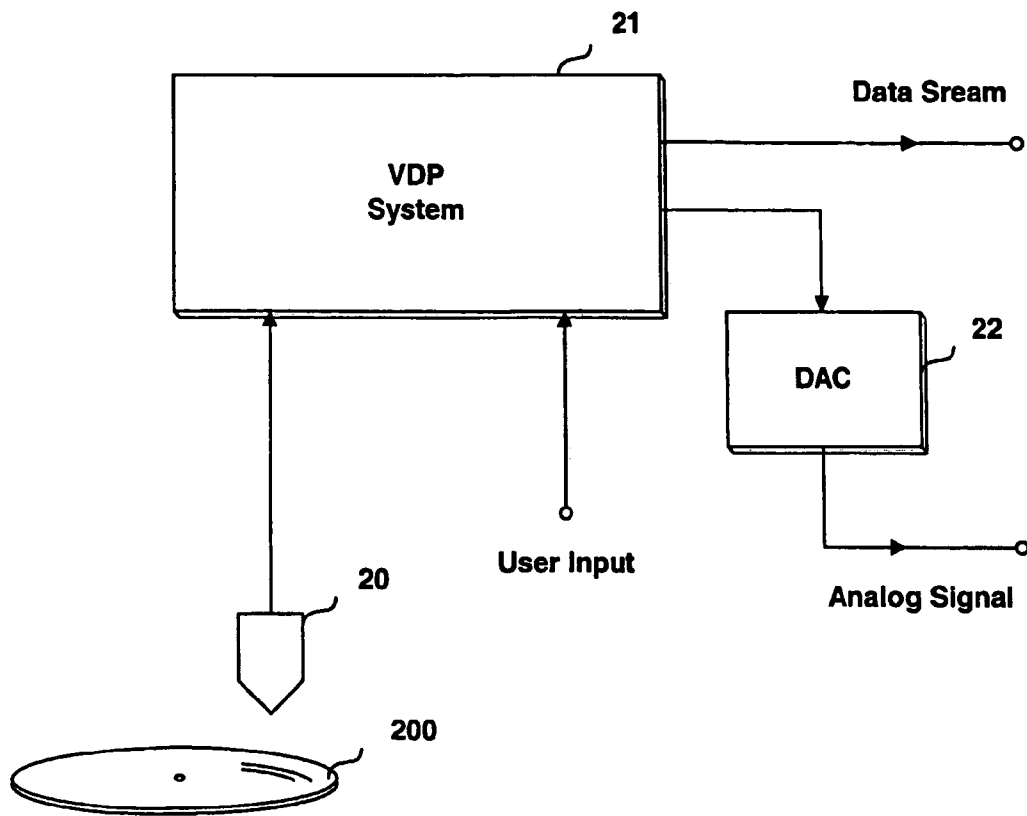 21
Data Sream
VDP
System
22
DAC
User Input
20
Analog Signal
200